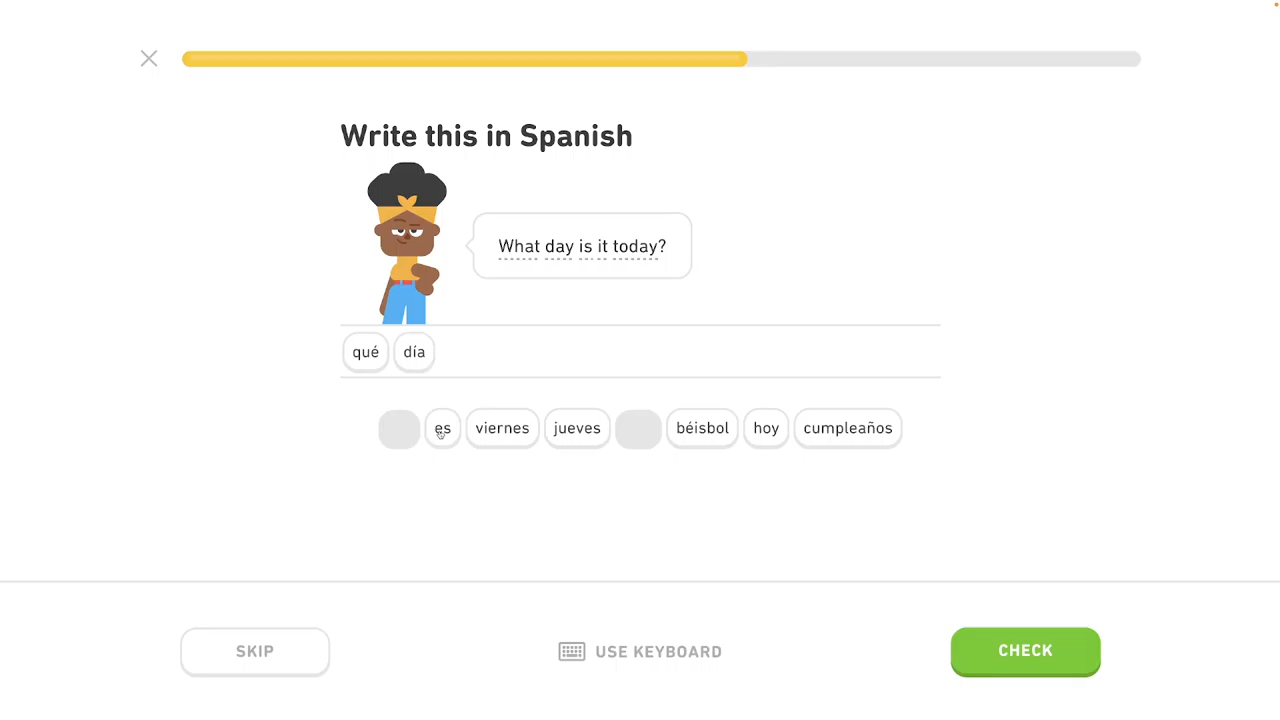 Write this in Spanish
What day is it today?
qué día
es viernes jueves béisbol hoy cumpleaños
SKIP USE KEYBOARD CHECK